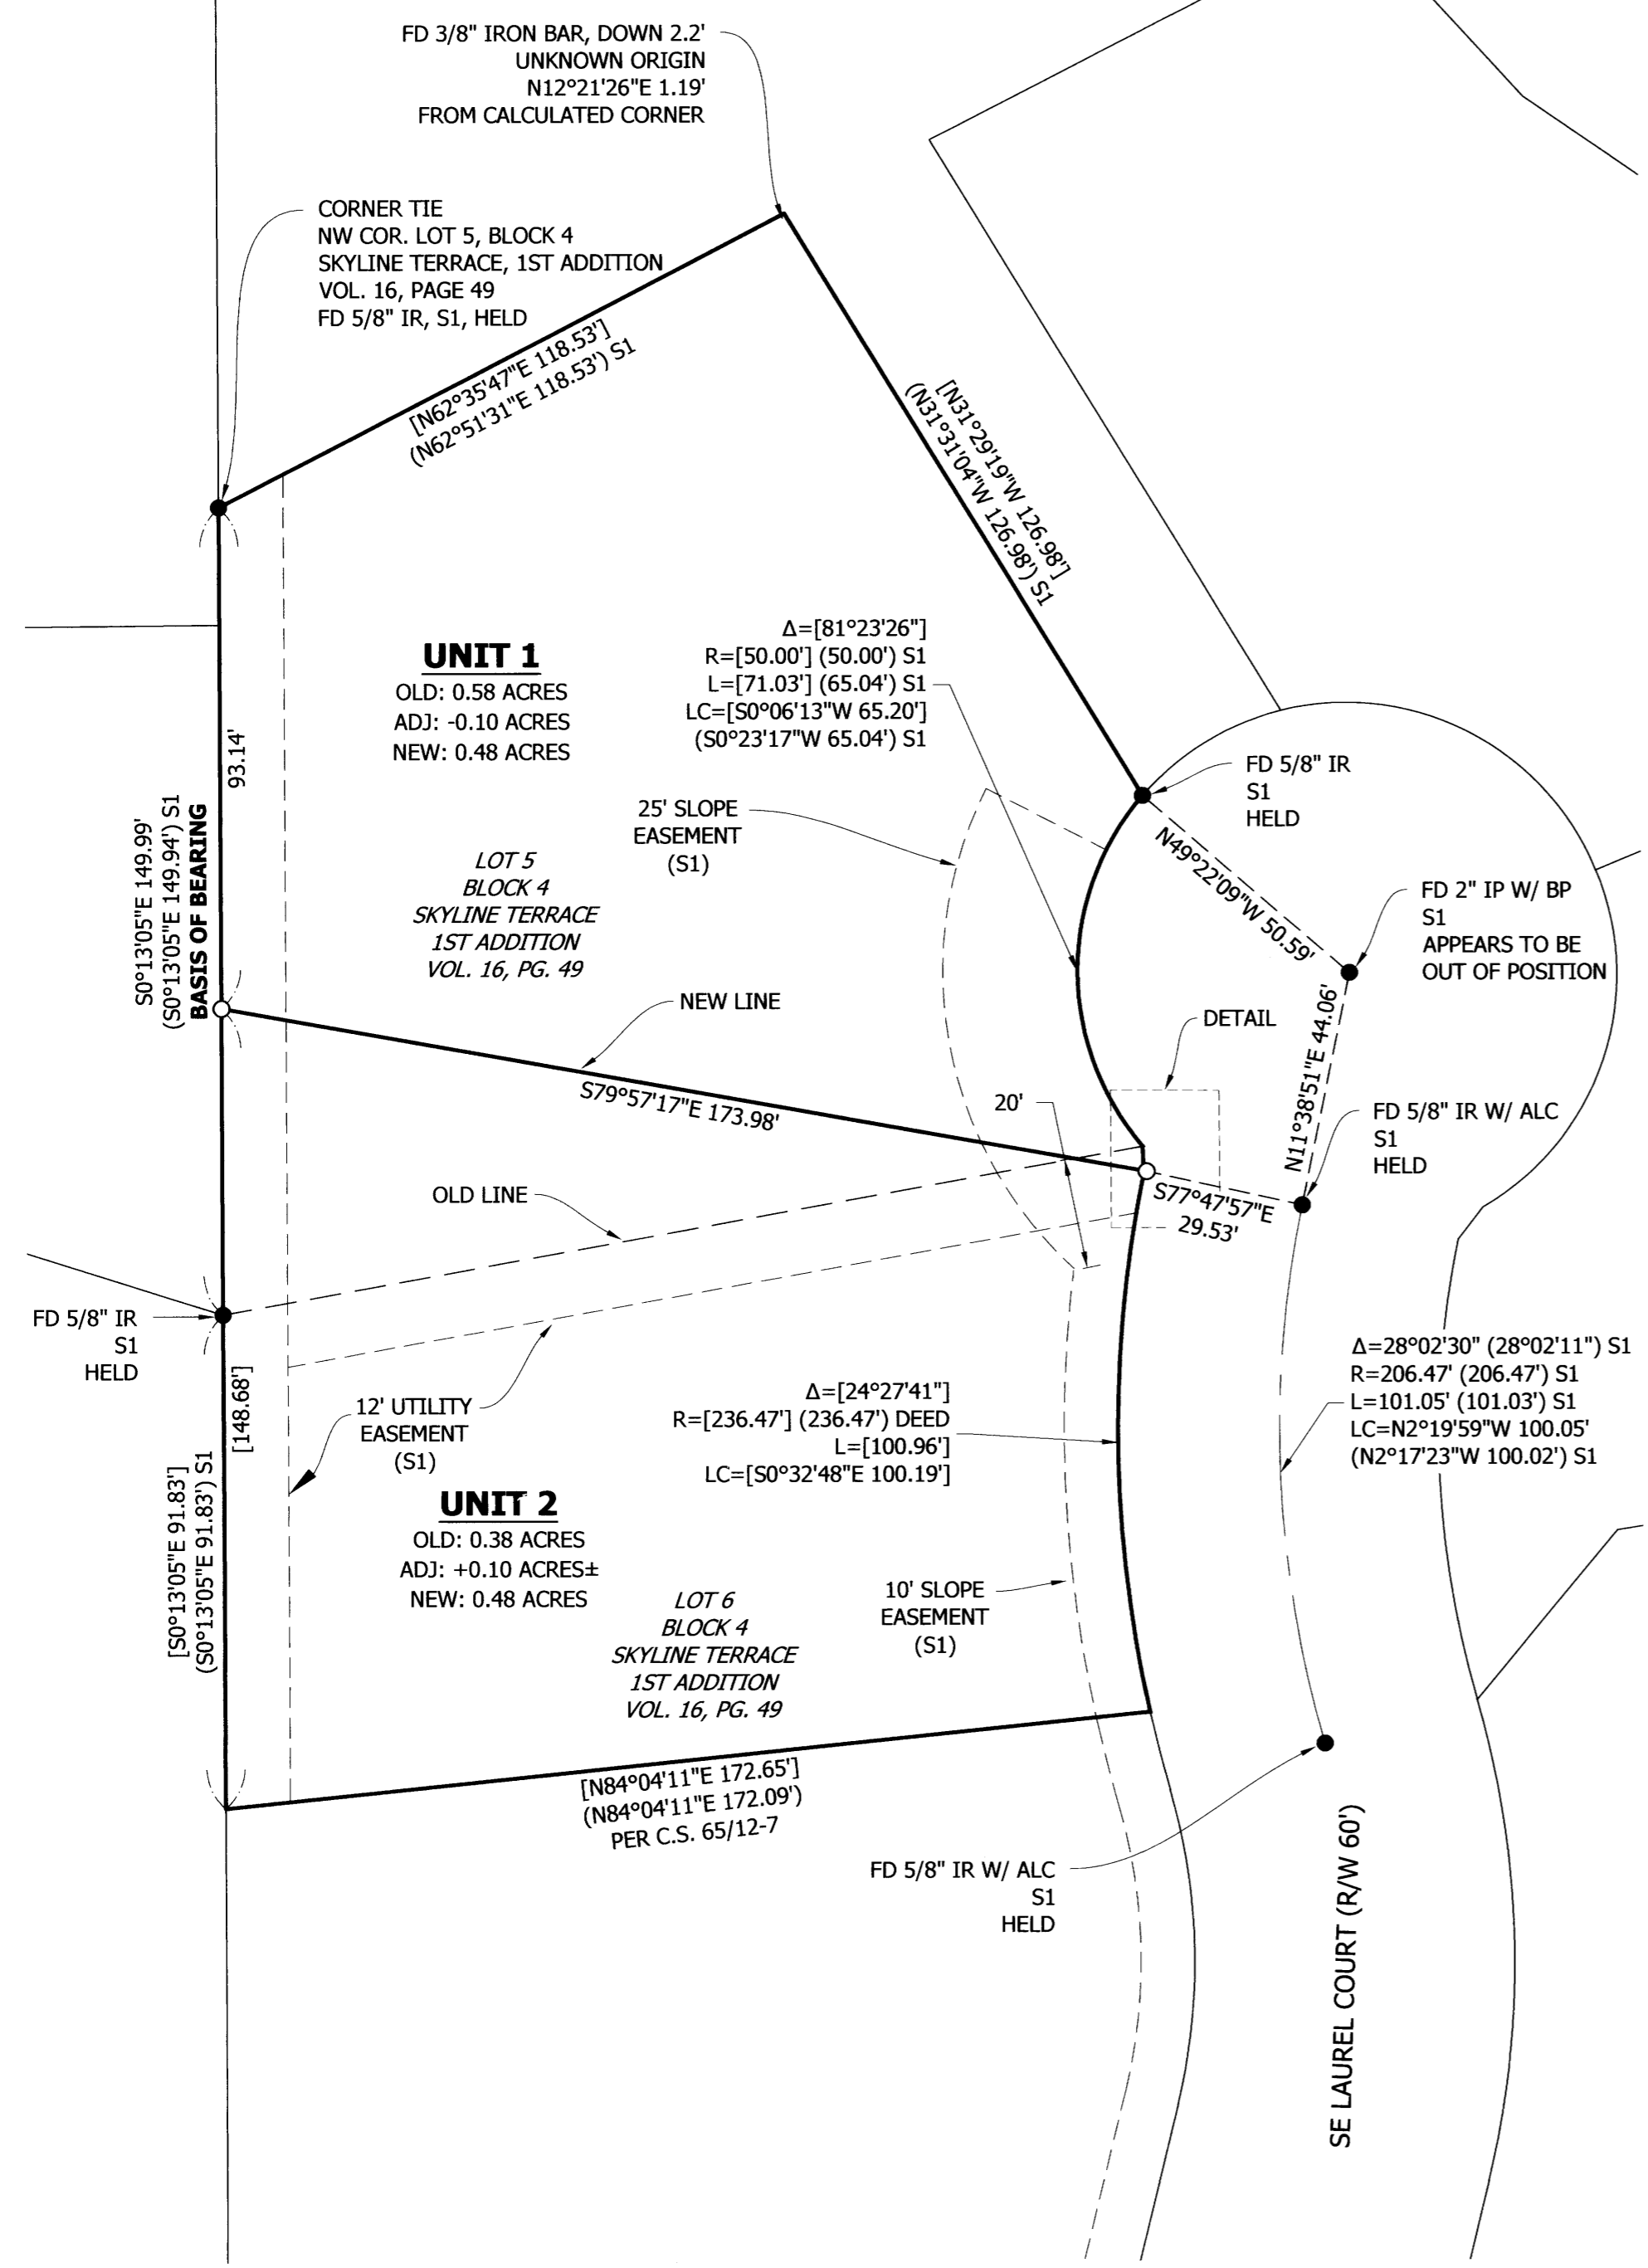 FD 3/8" IRON BAR, DOWN 2.2'
UNKNOWN ORIGIN
N12°21'26"E 1.19'
FROM CALCULATED CORNER
CORNER TIE
NW COR. LOT 5, BLOCK 4
SKYLINE TERRACE, 1ST ADDITION
VOL. 16, PAGE 49
FD 5/8" IR, S1, HELD
[N62°35'47"E 118.53']
(N62°51'31"E 118.53') S1
[N31°29'19"W 126.98']
(N31°31'04"W 126.98') S1
UNIT 1
OLD: 0.58 ACRES
ADJ: -0.10 ACRES
NEW: 0.48 ACRES
Δ=[81°23'26"]
R=[50.00'] (50.00') S1
L=[71.03'] (65.04') S1
LC=[S0°06'13"W 65.20']
(S0°23'17"W 65.04') S1
93.14'
S0°13'05"E 149.99'
(S0°13'05"E 149.94') S1
BASIS OF BEARING
25' SLOPE
EASEMENT
(S1)
FD 5/8" IR
S1
HELD
N49°22'09"W 50.59'
LOT 5
BLOCK 4
SKYLINE TERRACE
1ST ADDITION
VOL. 16, PG. 49
FD 2" IP W/ BP
S1
APPEARS TO BE
OUT OF POSITION
NEW LINE
DETAIL
S79°57'17"E 173.98'
20'
N11°38'51"E 44.06'
FD 5/8" IR W/ ALC
S1
HELD
OLD LINE
S77°47'57"E
29.53'
FD 5/8" IR
S1
HELD
[148.68']
12' UTILITY
EASEMENT
(S1)
Δ=[24°27'41"]
R=[236.47'] (236.47') DEED
L=[100.96']
LC=[S0°32'48"E 100.19']
Δ=28°02'30" (28°02'11") S1
R=206.47' (206.47') S1
L=101.05' (101.03') S1
LC=N2°19'59"W 100.05'
(N2°17'23"W 100.02') S1
[S0°13'05"E 91.83']
(S0°13'05"E 91.83') S1
UNIT 2
OLD: 0.38 ACRES
ADJ: +0.10 ACRES±
NEW: 0.48 ACRES
LOT 6
BLOCK 4
SKYLINE TERRACE
1ST ADDITION
VOL. 16, PG. 49
10' SLOPE
EASEMENT
(S1)
[N84°04'11"E 172.65']
(N84°04'11"E 172.09')
PER C.S. 65/12-7
FD 5/8" IR W/ ALC
S1
HELD
SE LAUREL COURT (R/W 60')